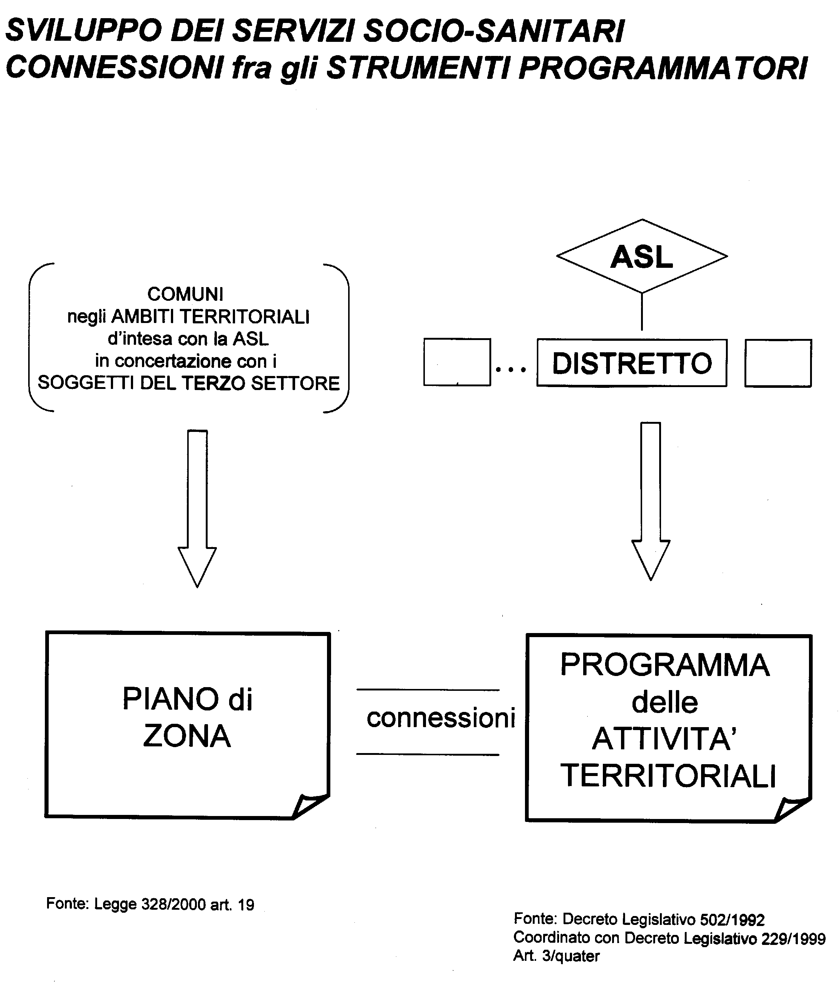 SVILUPPO DEI SERVIZI SOCIO-SANITARI
CONNESSIONI fra gli STRUMENTI PROGRAMMATORI
COMUNI
negli AMBITI TERRITORIALI
d'intesa con la ASL
in concertazione con i
SOGGETTI DEL TERZO SETTORE
ASL
...
DISTRETTO
PIANO di
ZONA
connessioni
PROGRAMMA
delle
ATTIVITA'
TERRITORIALI
Fonte: Legge 328/2000 art. 19
Fonte: Decreto Legislativo 502/1992
Coordinato con Decreto Legislativo 229/1999
Art. 3/quater